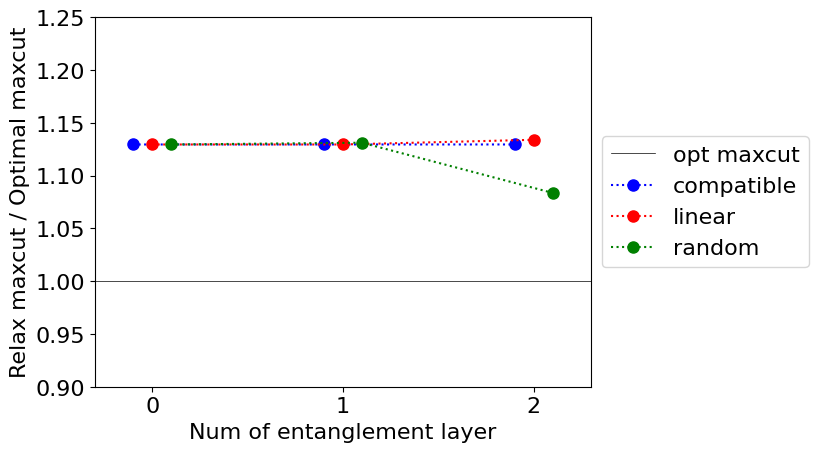 Relax maxcut / Optimal maxcut
1.25
1.20
1.15
1.10
1.05
1.00
0.95
0.90
0
1
2
Num of entanglement layer
opt maxcut
compatible
linear
random